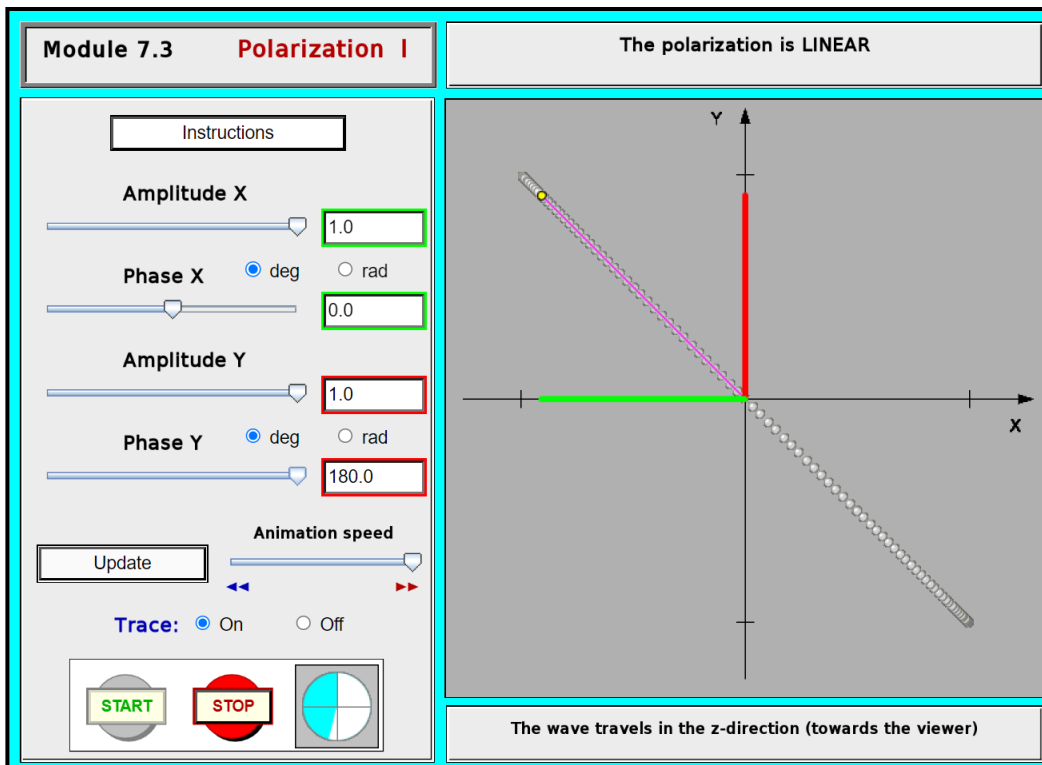 Module 7.3 Polarization I
The polarization is LINEAR
Instructions
Amplitude X
1.0
Phase X deg rad
0.0
Amplitude Y
1.0
Phase Y deg rad
180.0
Animation speed
Update
Trace: On Off
START STOP
Y
X
The wave travels in the z-direction (towards the viewer)